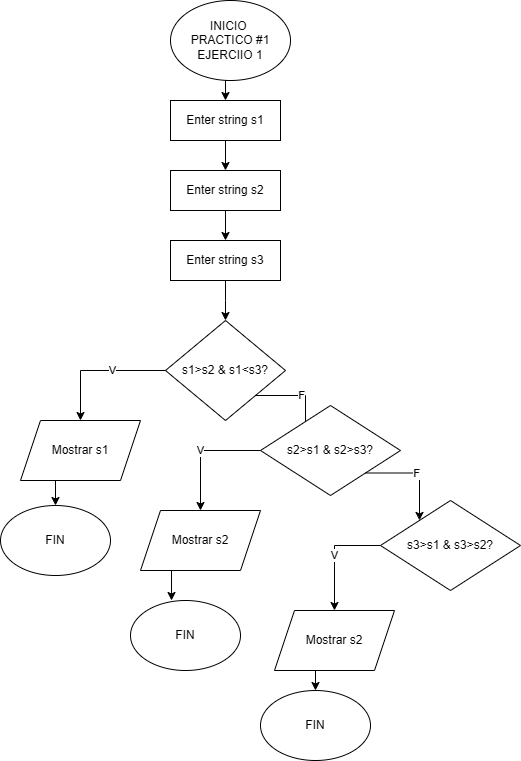 INICIO
PRACTICO #1
EJERCIIO 1
Enter string s1
Enter string s2
Enter string s3
s1>s2 & s1<s3?
V
F
Mostrar s1
s2>s1 & s2>s3?
V
F
FIN
Mostrar s2
s3>s1 & s3>s2?
V
FIN
Mostrar s2
FIN